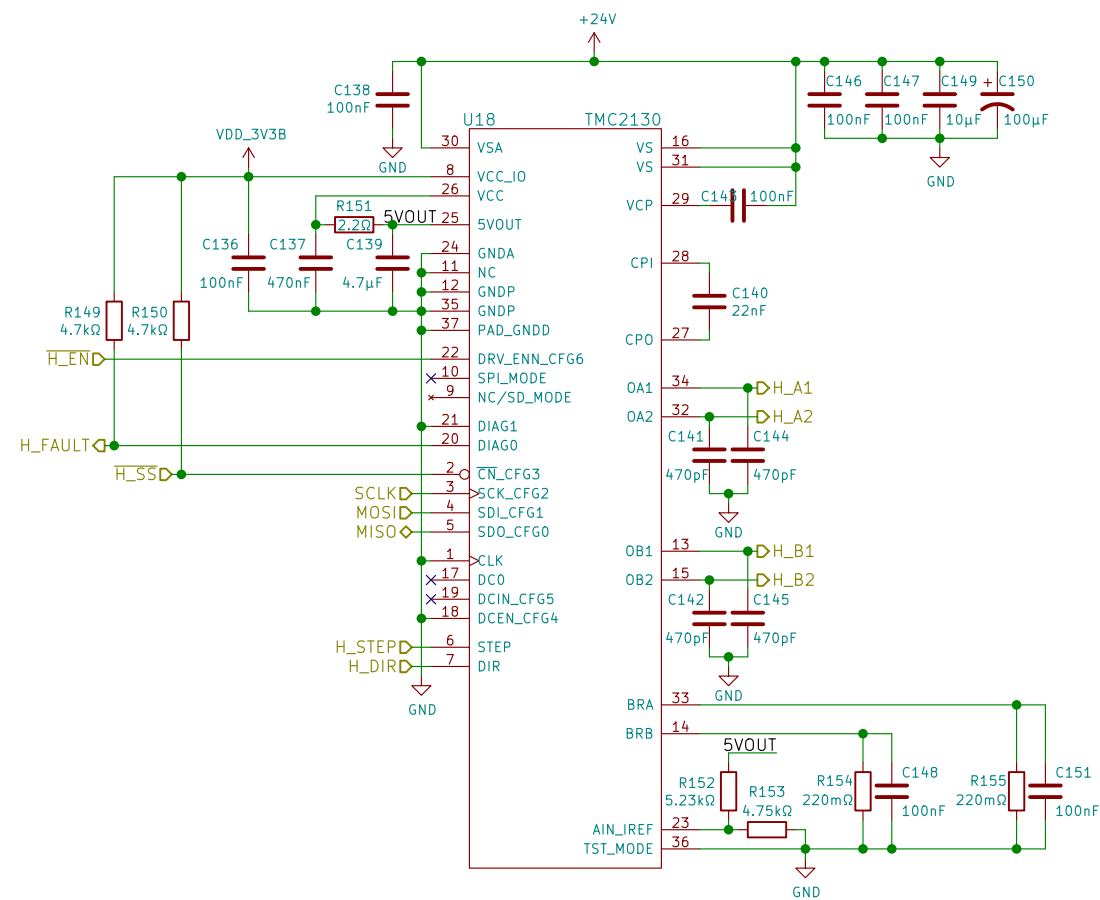 +24V
C138
100nF
GND
U18
TMC2130
C146
100nF
C147
100nF
C149
10µF
+
C150
100µF
GND
VDD_3V3B
30
VSA
8
VCC_IO
26
VCC
R151
2.2Ω
5VOUT
25
5VOUT
C136
100nF
C137
470nF
C139
4.7µF
24
GNDA
11
NC
12
GNDP
35
GNDP
37
PAD_GNDD
R149
4.7kΩ
R150
4.7kΩ
H_EN
22
DRV_ENN_CFG6
10
SPI_MODE
9
NC/SD_MODE
21
DIAG1
H_FAULT
20
DIAG0
H_SS
2
CN_CFG3
SCLK
3
SCK_CFG2
MOSI
4
SDI_CFG1
MISO
5
SDO_CFG0
1
CLK
17
DC0
19
DCIN_CFG5
18
DCEN_CFG4
H_STEP
6
STEP
H_DIR
7
DIR
GND
VS
16
VS
31
VCP
29
100nF
CPI
28
C140
22nF
CPO
27
OA1
34
H_A1
OA2
32
H_A2
C141
470pF
C144
470pF
GND
OB1
13
H_B1
OB2
15
H_B2
C142
470pF
C145
470pF
GND
BRA
33
BRB
14
5VOUT
R152
5.23kΩ
R153
4.75kΩ
R154
220mΩ
C148
100nF
R155
220mΩ
C151
100nF
AIN_IREF
23
TST_MODE
36
GND